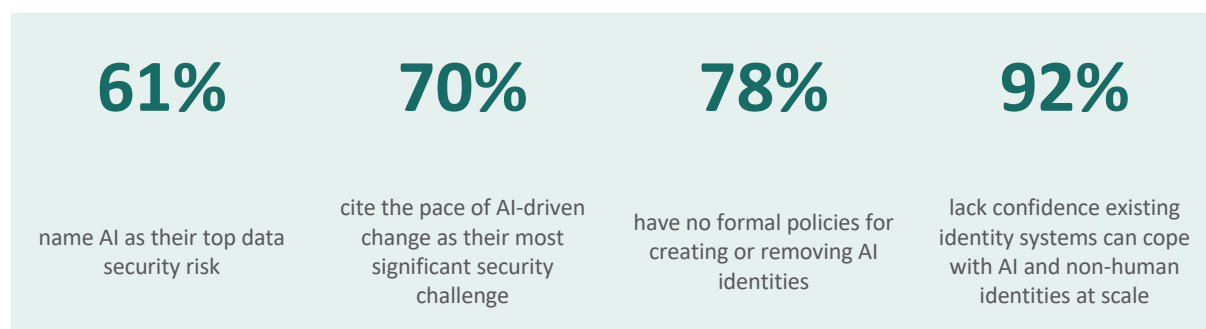 61%
name AI as their top data
security risk
70%
cite the pace of AI-driven
change as their most
significant security
challenge
78%
have no formal policies for
creating or removing AI
identities
92%
lack confidence existing
identity systems can cope
with AI and non-human
identities at scale